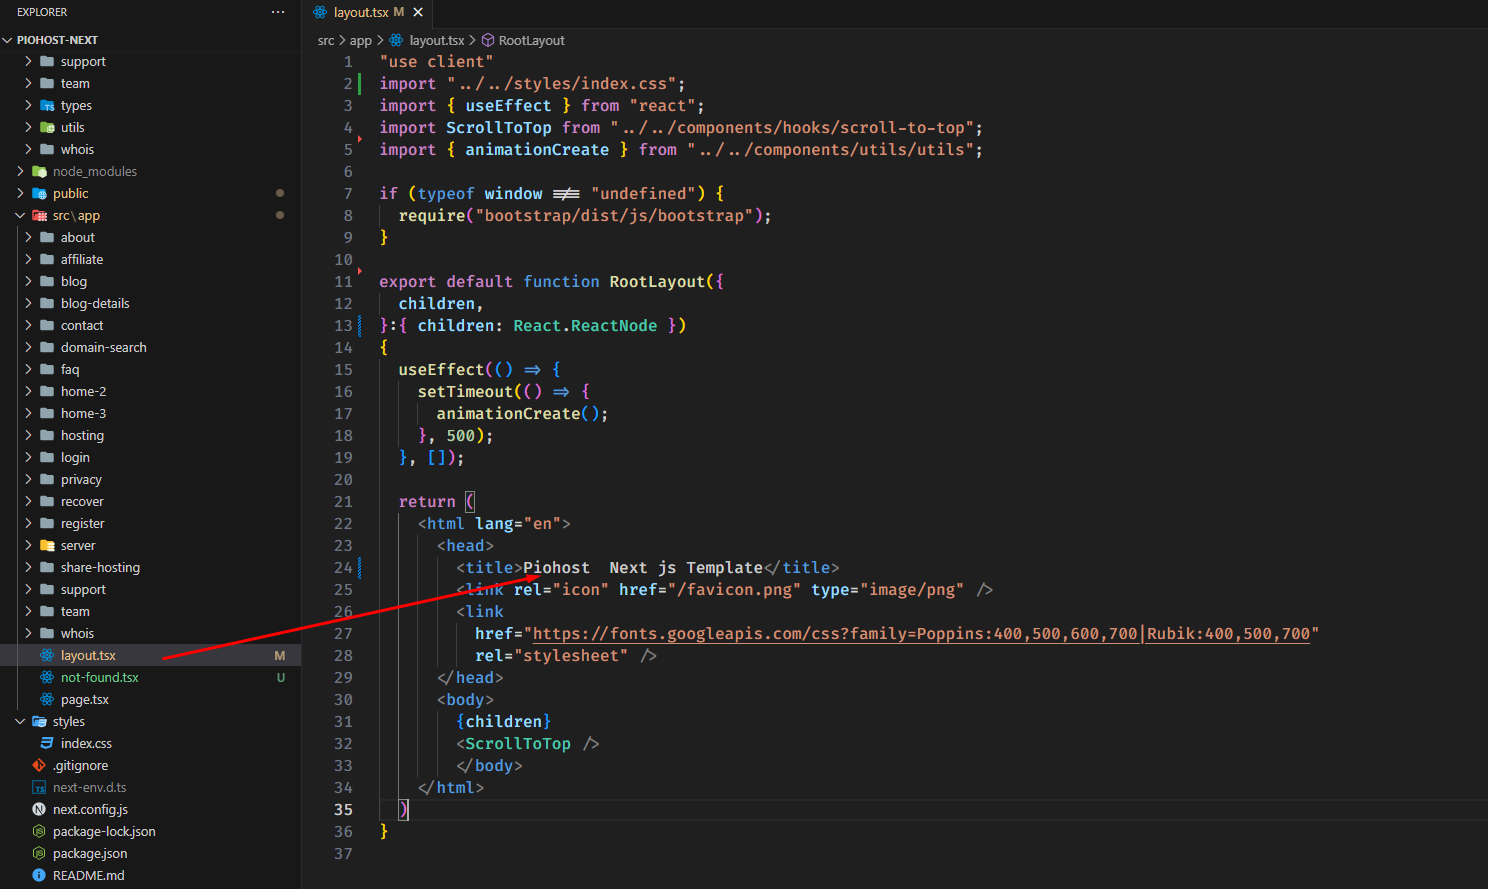 EXPLORER ···
PIOHOST-NEXT
support
team
types
utils
whois
node_modules
public
src\app
about
affiliate
blog
blog-details
contact
domain-search
faq
home-2
home-3
hosting
login
privacy
recover
register
server
share-hosting
support
team
whois
layout.tsx M
not-found.tsx U
page.tsx
styles
index.css
.gitignore
next-env.d.ts
next.config.js
package-lock.json
package.json
README.md
layout.tsx M ✕
src > app > layout.tsx > RootLayout
1 "use client"
2 import "../../styles/index.css";
3 import { useEffect } from "react";
4 import ScrollToTop from "../../components/hooks/scroll-to-top";
5 import { animationCreate } from "../../components/utils/utils";
6
7 if (typeof window !== "undefined") {
8 require("bootstrap/dist/js/bootstrap");
9 }
10
11 export default function RootLayout({
12 children,
13 }:{ children: React.ReactNode })
14 {
15 useEffect(() => {
16 setTimeout(() => {
17 animationCreate();
18 }, 500);
19 }, []);
20
21 return (
22 <html lang="en">
23 <head>
24 <title>Piohost  Next js Template</title>
25 <link rel="icon" href="/favicon.png" type="image/png" />
26 <link
27 href="https://fonts.googleapis.com/css?family=Poppins:400,500,600,700|Rubik:400,500,700"
28 rel="stylesheet" />
29 </head>
30 <body>
31 {children}
32 <ScrollToTop />
33 </body>
34 </html>
35 )
36 }
37